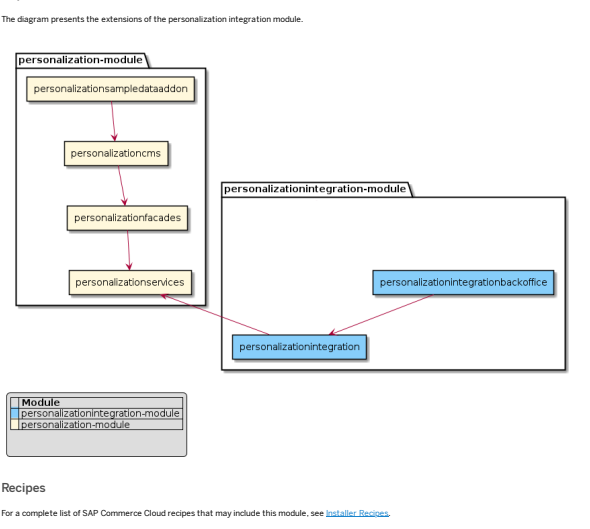 The diagram presents the extensions of the personalization integration module.
personalization-module
personalizationsampledataaddon
personalizationcms
personalizationfacades
personalizationservices
personalizationintegration-module
personalizationintegrationbackoffice
personalizationintegration
Module
personalizationintegration-module
personalization-module
Recipes
For a complete list of SAP Commerce Cloud recipes that may include this module, see Installer Recipes.